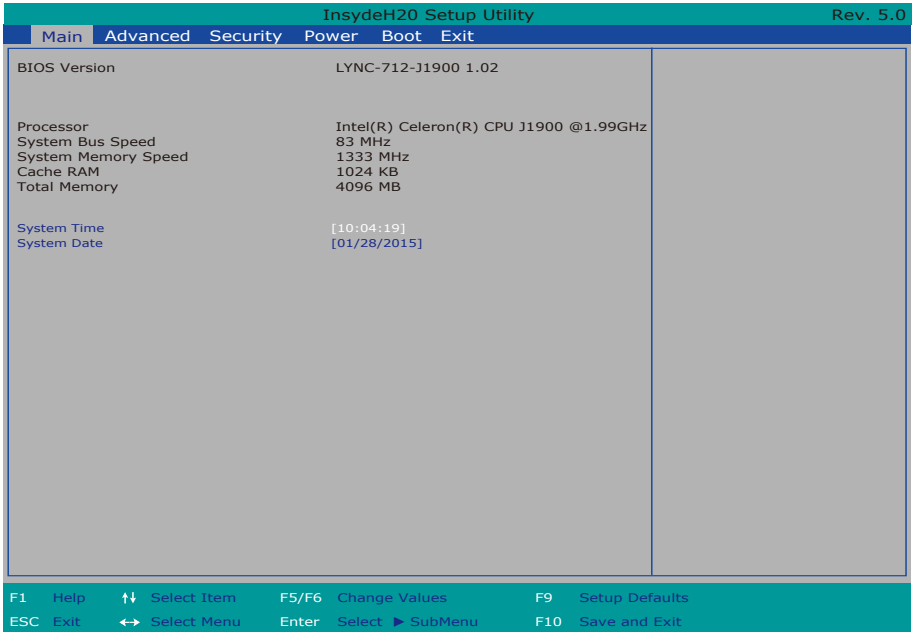 InsydeH20 Setup Utility Rev. 5.0
Main Advanced Security Power Boot Exit
BIOS Version LYNC-712-J1900 1.02
Processor Intel(R) Celeron(R) CPU J1900 @1.99GHz
System Bus Speed 83 MHz
System Memory Speed 1333 MHz
Cache RAM 1024 KB
Total Memory 4096 MB
System Time [10:04:19]
System Date [01/28/2015]
F1 Help ↑↓ Select Item F5/F6 Change Values F9 Setup Defaults
ESC Exit ↔ Select Menu Enter Select ▶ SubMenu F10 Save and Exit